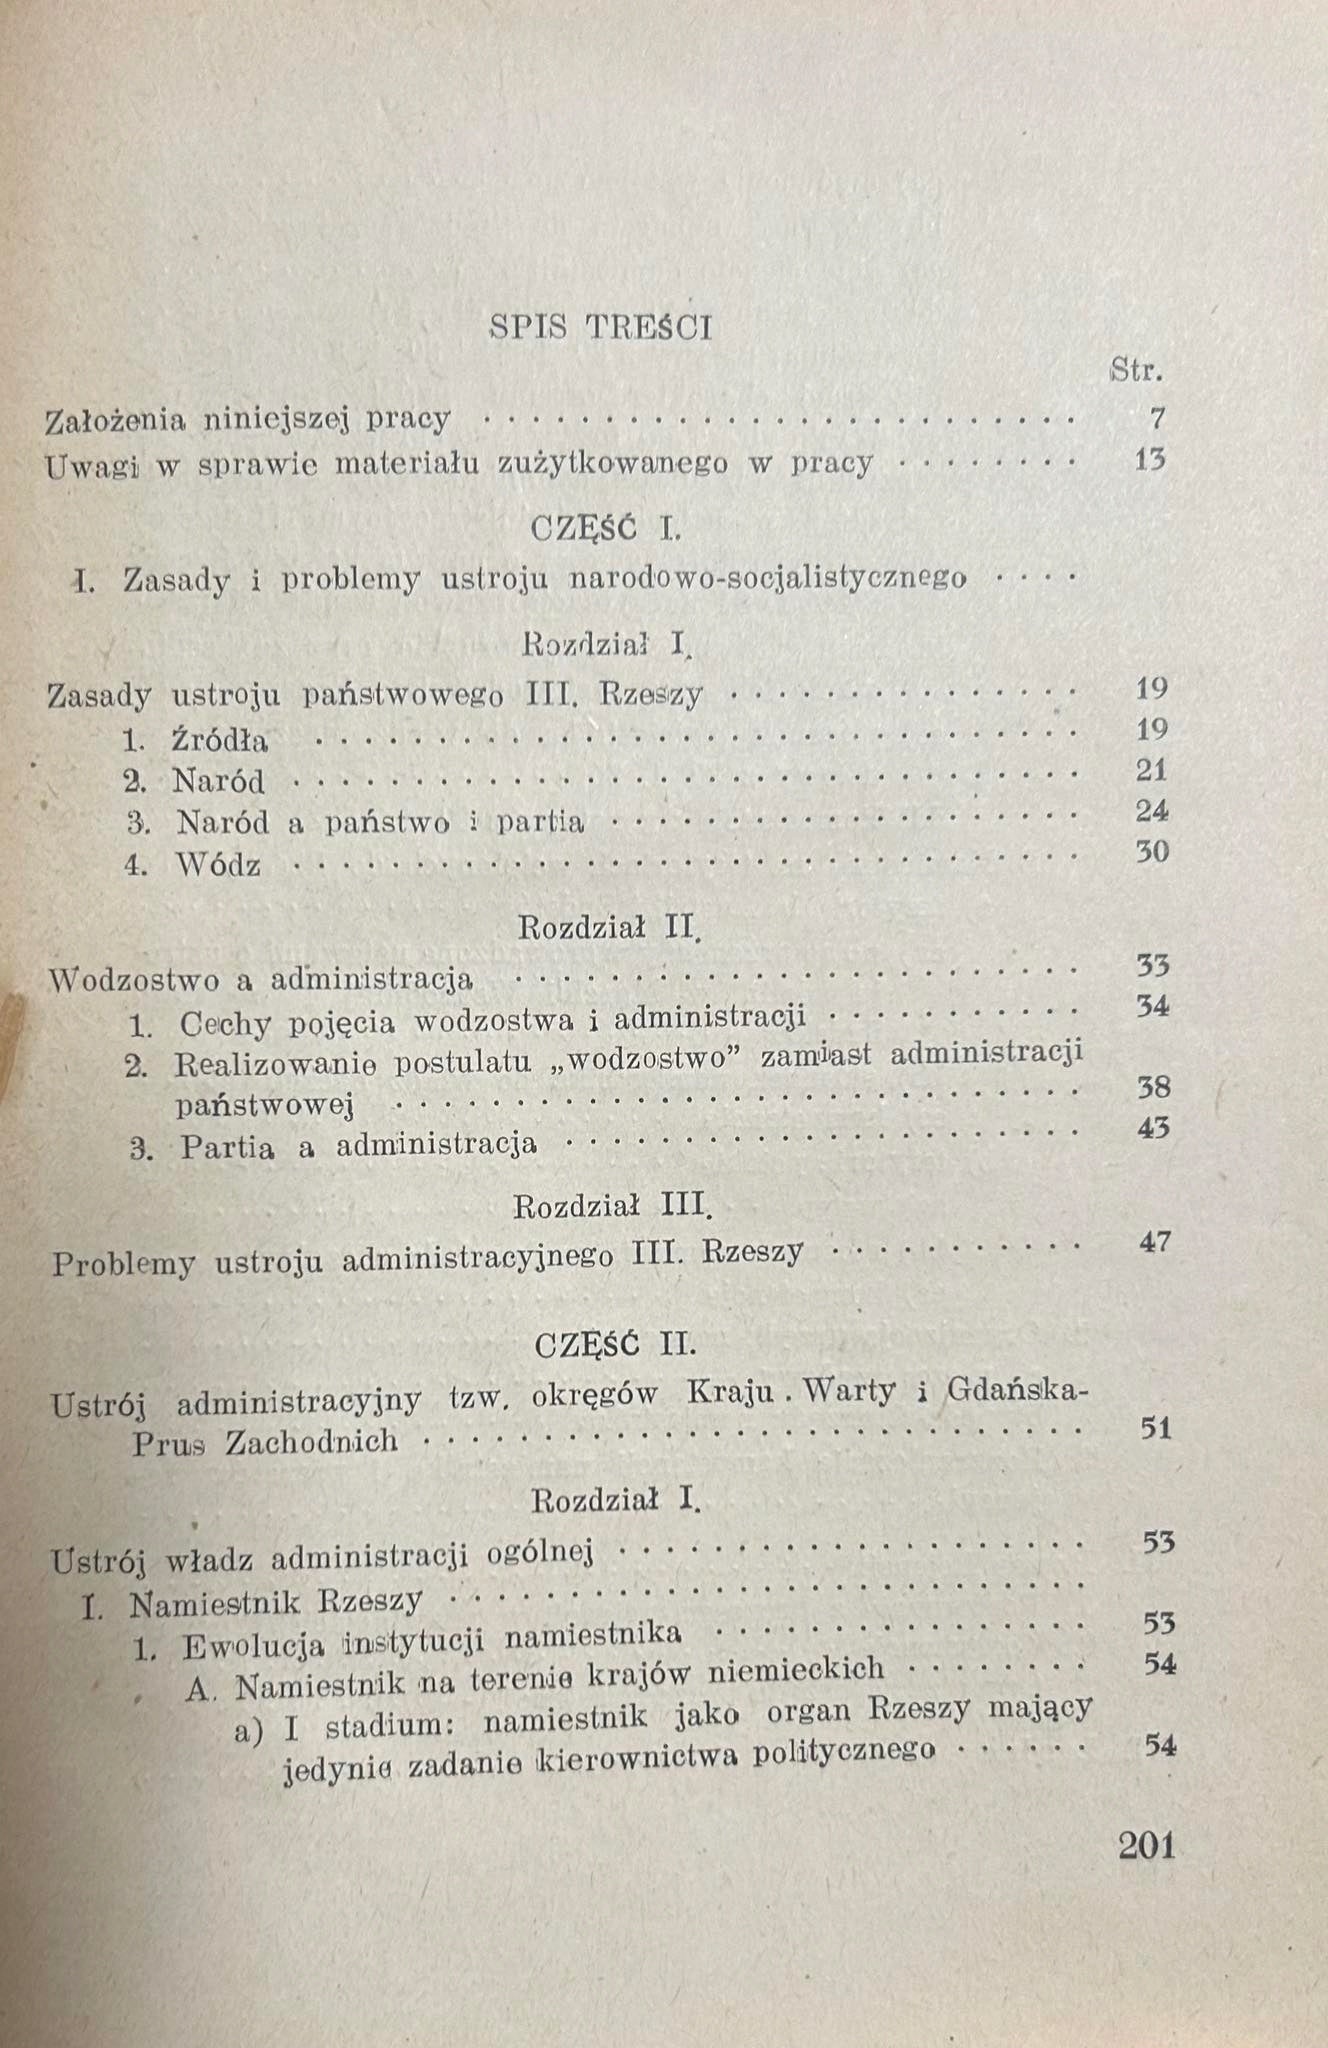 SPIS TREŚCI
Str.
Założenia niniejszej pracy . . . . . . . . . . . . . . . . . . . . . . . . . 7
Uwagi w sprawie materiału zużytkowanego w pracy . . . . . . . . 13
CZĘŚĆ I.
I. Zasady i problemy ustroju narodowo-socjalistycznego . . . .
Rozdział I.
Zasady ustroju państwowego III. Rzeszy . . . . . . . . . . . . . . . 19
1. Źródła . . . . . . . . . . . . . . . . . . . . . . . . . . . . . . . . 19
2. Naród . . . . . . . . . . . . . . . . . . . . . . . . . . . . . . . . . 21
3. Naród a państwo i partia . . . . . . . . . . . . . . . . . . . . 24
4. Wódz . . . . . . . . . . . . . . . . . . . . . . . . . . . . . . . . . 30
Rozdział II.
Wodzostwo a administracja . . . . . . . . . . . . . . . . . . . . . . . . 33
1. Cechy pojęcia wodzostwa i administracji . . . . . . . . . . . 34
2. Realizowanie postulatu „wodzostwo” zamiast administracji
państwowej . . . . . . . . . . . . . . . . . . . . . . . . . . . . . 38
3. Partia a administracja . . . . . . . . . . . . . . . . . . . . . . 43
Rozdział III.
Problemy ustroju administracyjnego III. Rzeszy . . . . . . . . . . . 47
CZĘŚĆ II.
Ustrój administracyjny tzw. okręgów Kraju . Warty i Gdańska-
Prus Zachodnich . . . . . . . . . . . . . . . . . . . . . . . . . . . . 51
Rozdział I.
Ustrój władz administracji ogólnej . . . . . . . . . . . . . . . . . . . . 53
I. Namiestnik Rzeszy . . . . . . . . . . . . . . . . . . . . . . . . . . .
1. Ewolucja instytucji namiestnika . . . . . . . . . . . . . . . . 53
A. Namiestnik na terenie krajów niemieckich . . . . . . . . 54
a) I stadium: namiestnik jako organ Rzeszy mający
jedynie zadanie kierownictwa politycznego . . . . . . 54
201